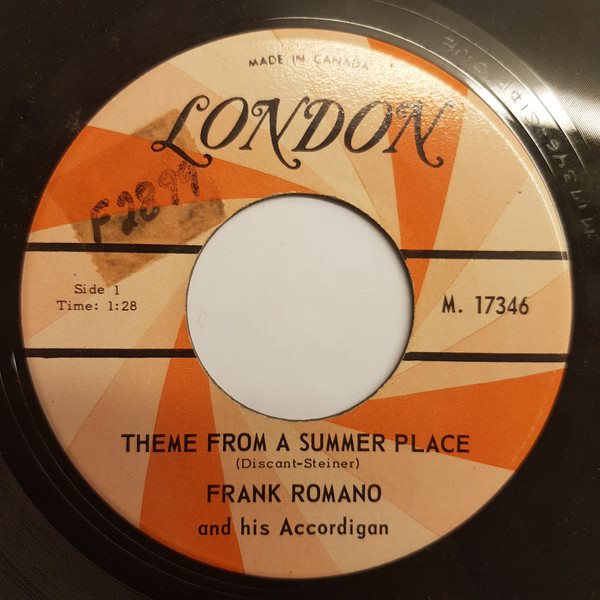 MADE IN CANADA
LONDON
F2899
Side 1
Time: 1:28
M. 17346
THEME FROM A SUMMER PLACE
(Discant-Steiner)
FRANK ROMANO
and his Accordigan